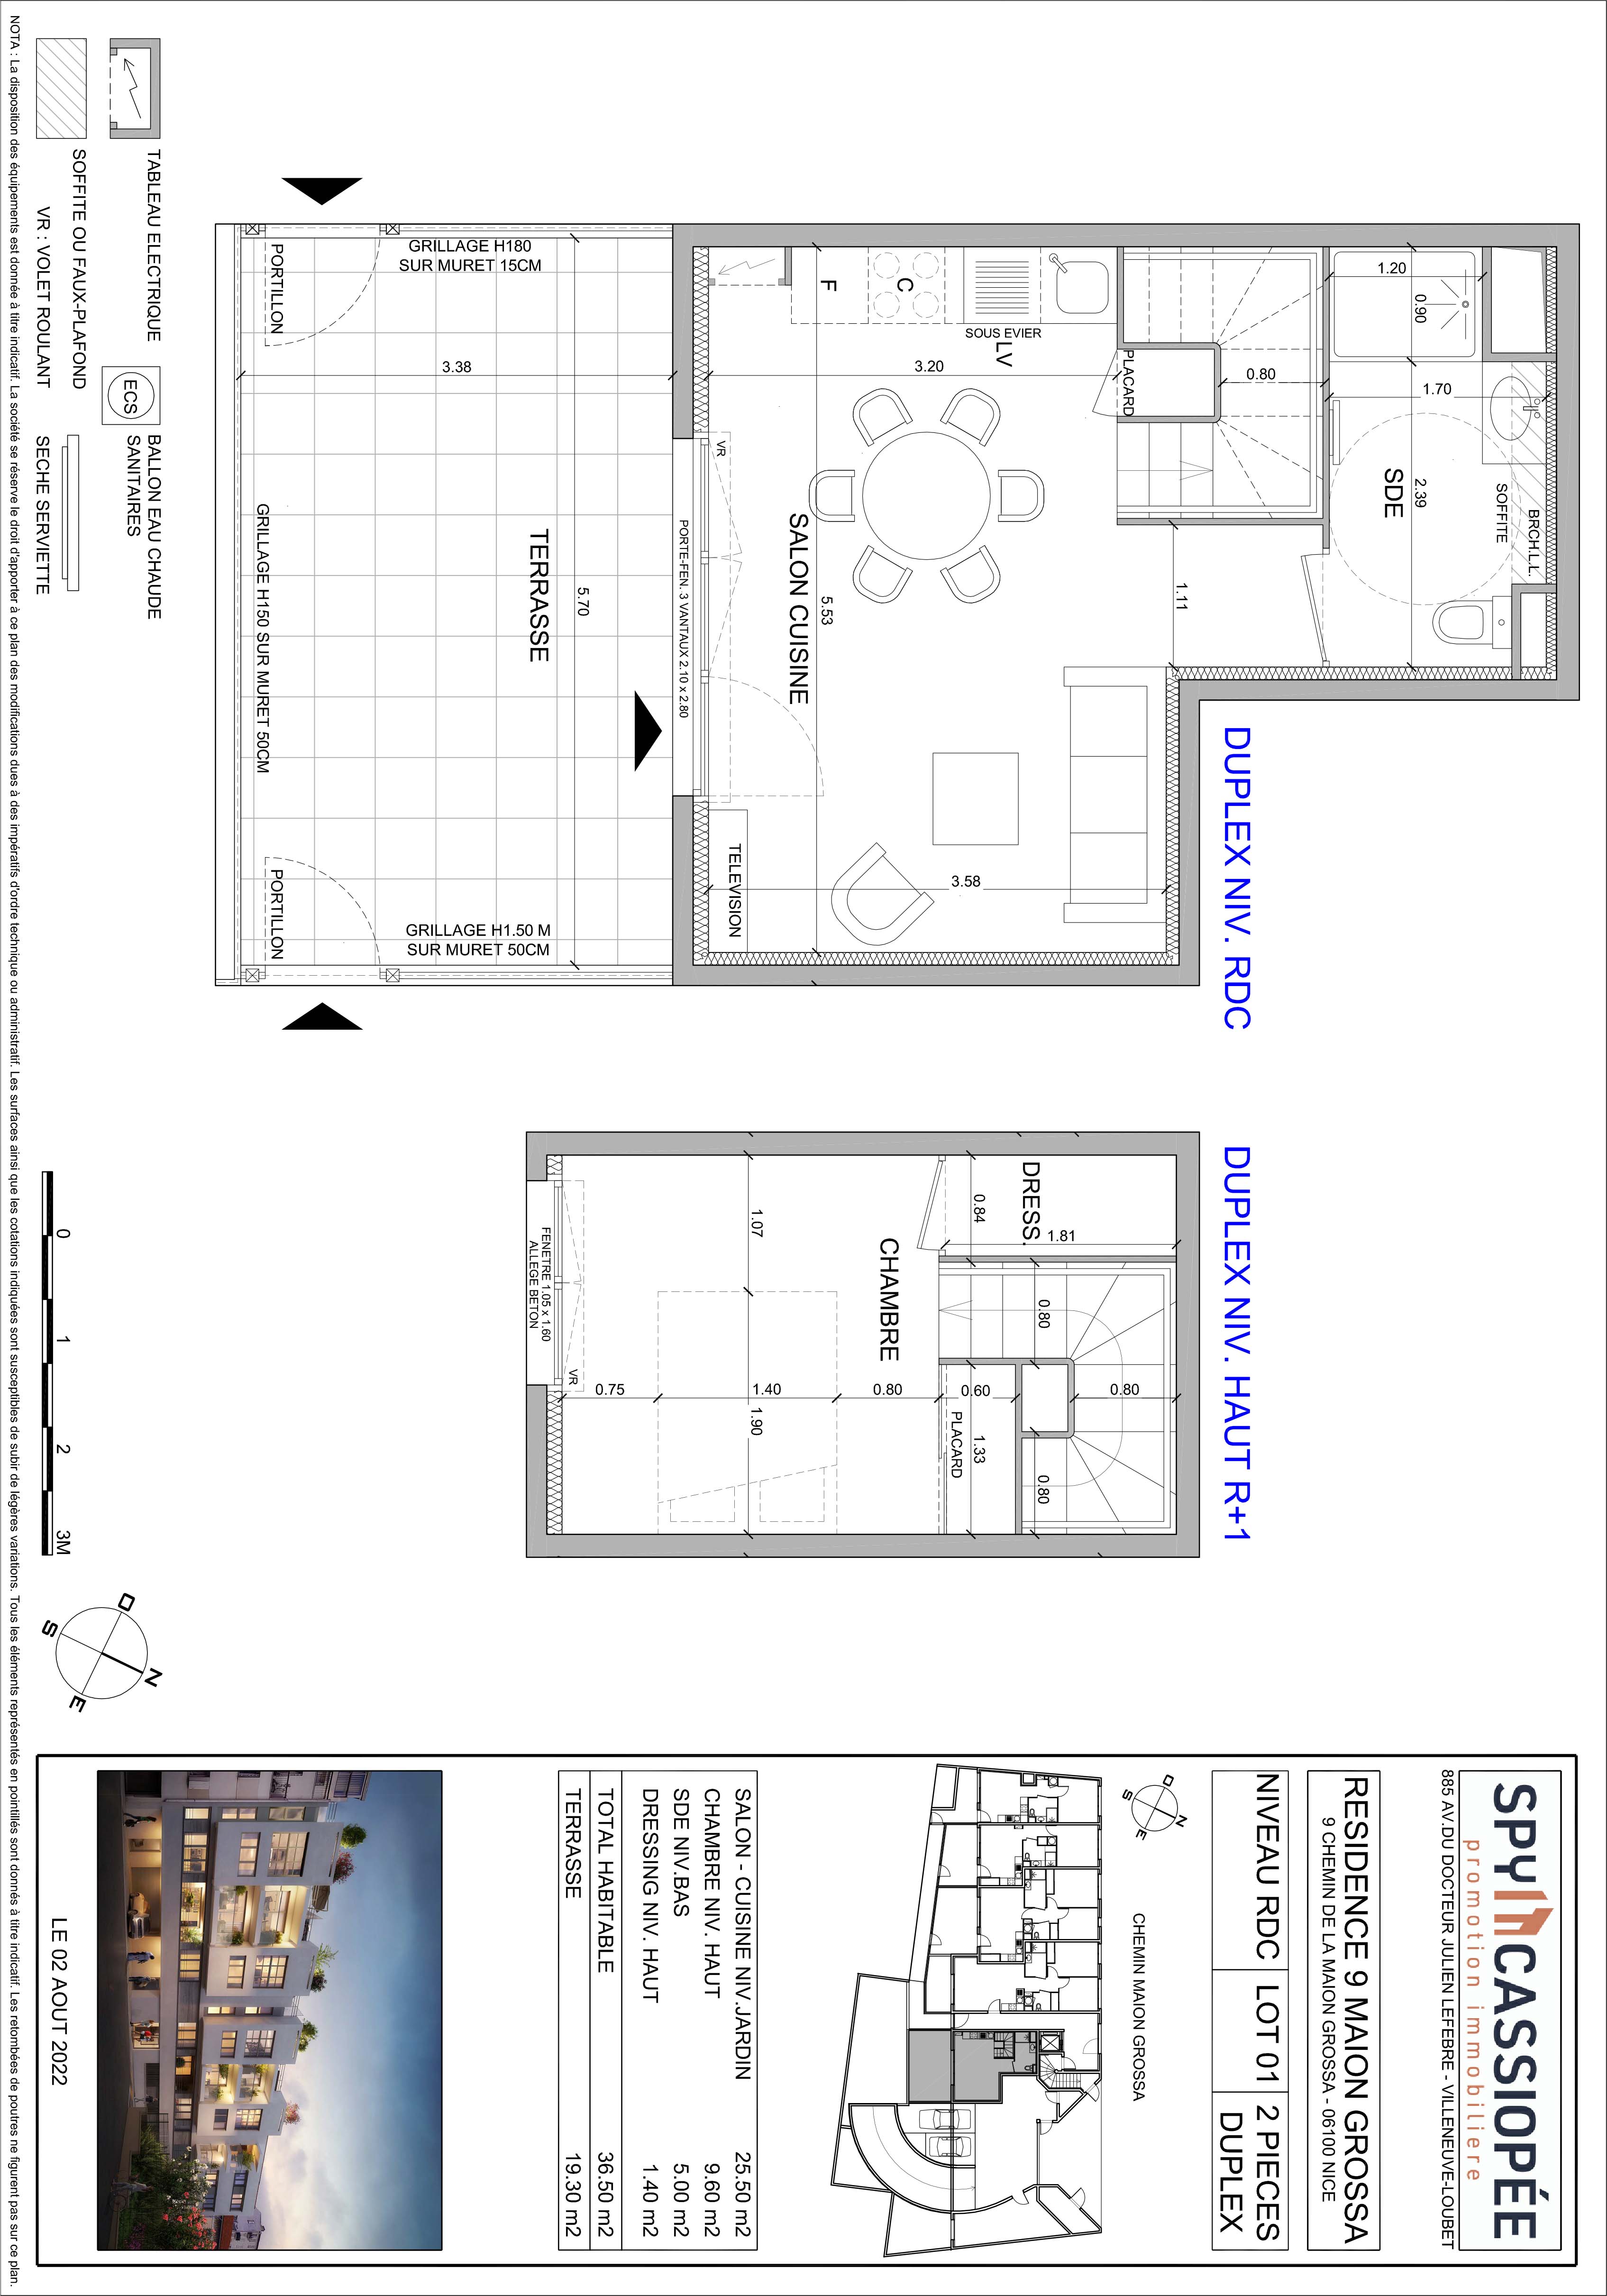 BRCH.L.L.
SOFFITE
1.70
0.90
2.39
1.20
SDE
0.80
DUPLEX NIV. RDC
1.11
PLACARD
SOUS EVIER
LV
3.20
3.58
C
F
5.53
SALON CUISINE
TELEVISION
VR
PORTE-FEN. 3 VANTAUX 2.10 x 2.80
5.70
TERRASSE
GRILLAGE H180
SUR MURET 15CM
GRILLAGE H1.50 M
SUR MURET 50CM
3.38
PORTILLON
PORTILLON
GRILLAGE H150 SUR MURET 50CM
DUPLEX NIV. HAUT R+1
0.80
1.81
DRESS.
0.80
0.80
0.84
0.60
1.33
PLACARD
CHAMBRE
0.80
1.07
1.40
1.90
0.75
VR
FENETRE 1.05 x 1.60
ALLEGE BETON
TABLEAU ELECTRIQUE
ECS
BALLON EAU CHAUDE
SANITAIRES
SOFFITE OU FAUX-PLAFOND
VR : VOLET ROULANT
SECHE SERVIETTE
0 1 2 3M
N
O
E
S
SPY CASSIOPÉE
promotion immobiliere
885 AV.DU DOCTEUR JULIEN LEFEBRE - VILLENEUVE-LOUBET
RESIDENCE 9 MAION GROSSA
9 CHEMIN DE LA MAION GROSSA - 06100 NICE
NIVEAU RDC
LOT 01
2 PIECES
DUPLEX
N
O
E
S
CHEMIN MAION GROSSA
SALON - CUISINE NIV.JARDIN 25.50 m2
CHAMBRE NIV. HAUT 9.60 m2
SDE NIV.BAS 5.00 m2
DRESSING NIV. HAUT 1.40 m2
TOTAL HABITABLE 36.50 m2
TERRASSE 19.30 m2
LE 02 AOUT 2022
NOTA : La disposition des équipements est donnée à titre indicatif. La société se réserve le droit d'apporter à ce plan des modifications dues à des impératifs d'ordre technique ou administratif. Les surfaces ainsi que les cotations indiquées sont susceptibles de subir de légères variations. Tous les éléments représentés en pointillés sont donnés à titre indicatif. Les retombées de poutres ne figurent pas sur ce plan.